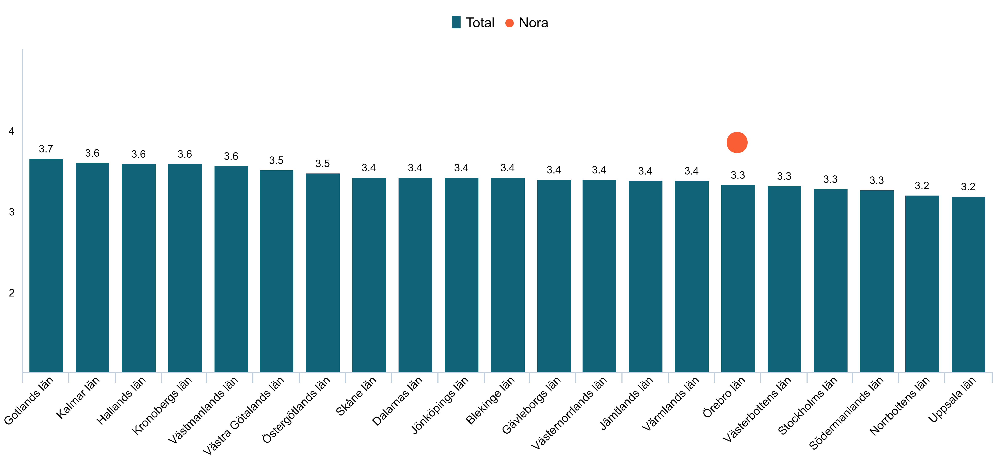 Total Nora
4
3
2
3.7 3.6 3.6 3.6 3.6 3.5 3.5 3.4 3.4 3.4 3.4 3.4 3.4 3.4 3.4 3.3 3.3 3.3 3.3 3.2 3.2
Gotlands län
Kalmar län
Hallands län
Kronobergs län
Västmanlands län
Västra Götalands län
Östergötlands län
Skåne län
Dalarnas län
Jönköpings län
Blekinge län
Gävleborgs län
Västernorrlands län
Jämtlands län
Värmlands län
Örebro län
Västerbottens län
Stockholms län
Södermanlands län
Norrbottens län
Uppsala län